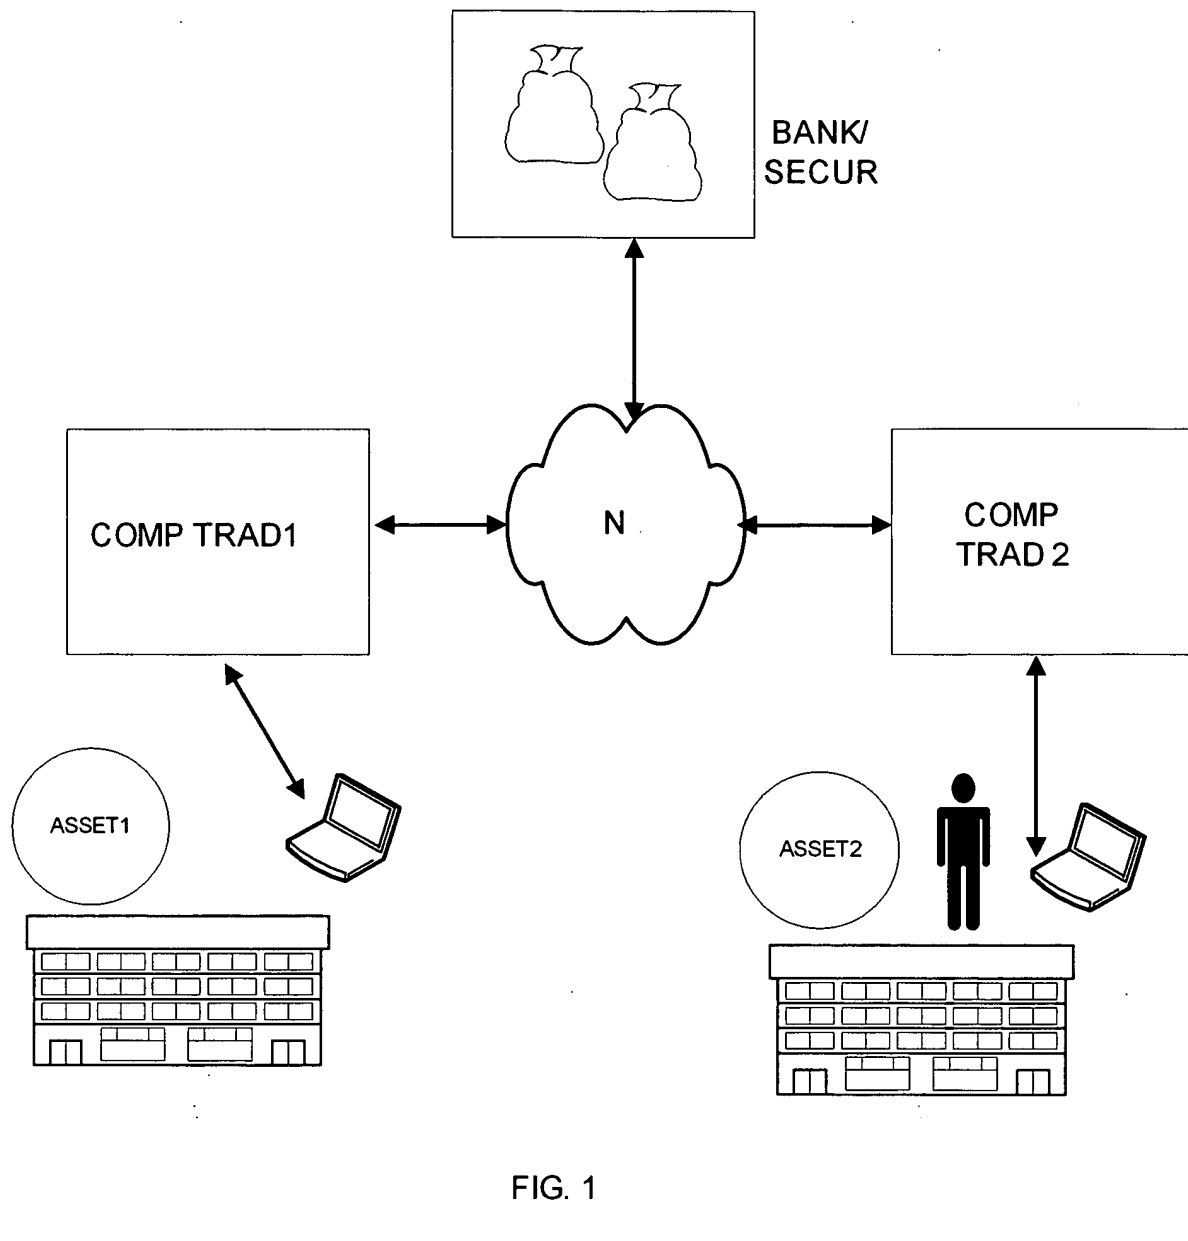 BANK/
SECUR
COMP TRAD1
N
COMP
TRAD 2
ASSET1
ASSET2
FIG. 1